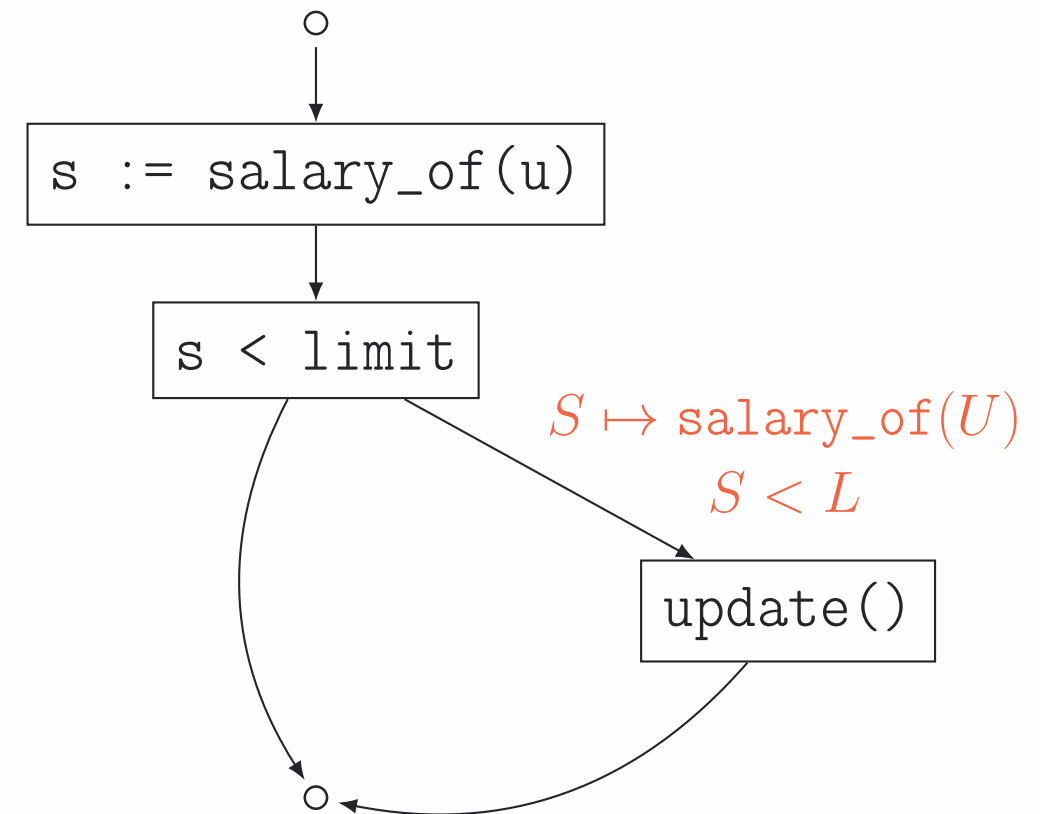 s := salary_of(u)
s < limit
S ↦ salary_of(U)
S < L
update()